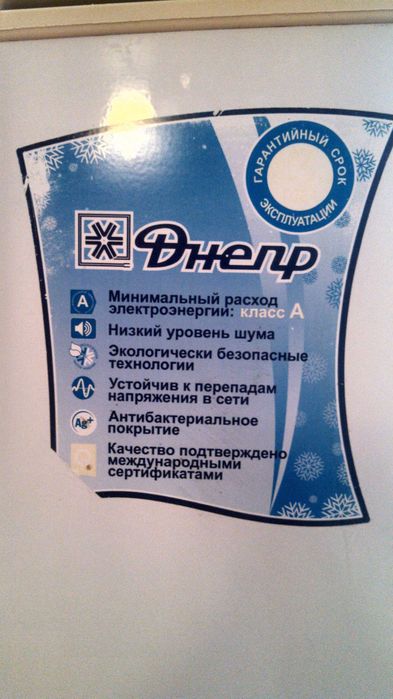 ГАРАНТИЙНЫЙ СРОК
ЭКСПЛУАТАЦИИ
Днепр
A
Минимальный расход
электроэнергии: класс А
Низкий уровень шума
Экологически безопасные
технологии
Устойчив к перепадам
напряжения в сети
Ag+
Антибактериальное
покрытие
Качество подтверждено
международными
сертификатами